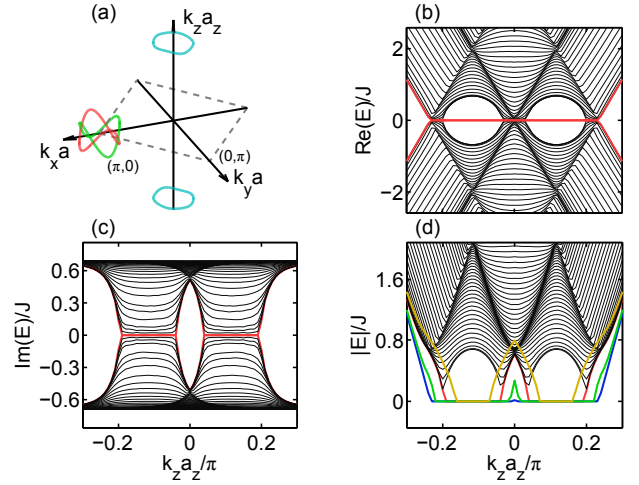 (a)
k_z a_z
k_x a
(π,0)
(0,π)
k_y a
(b)
Re(E)/J
2
0
−2
(c)
Im(E)/J
0.6
0.3
0
−0.3
−0.6
−0.2
0
0.2
k_z a_z/π
(d)
|E|/J
1.6
0.8
0
−0.2
0
0.2
k_z a_z/π